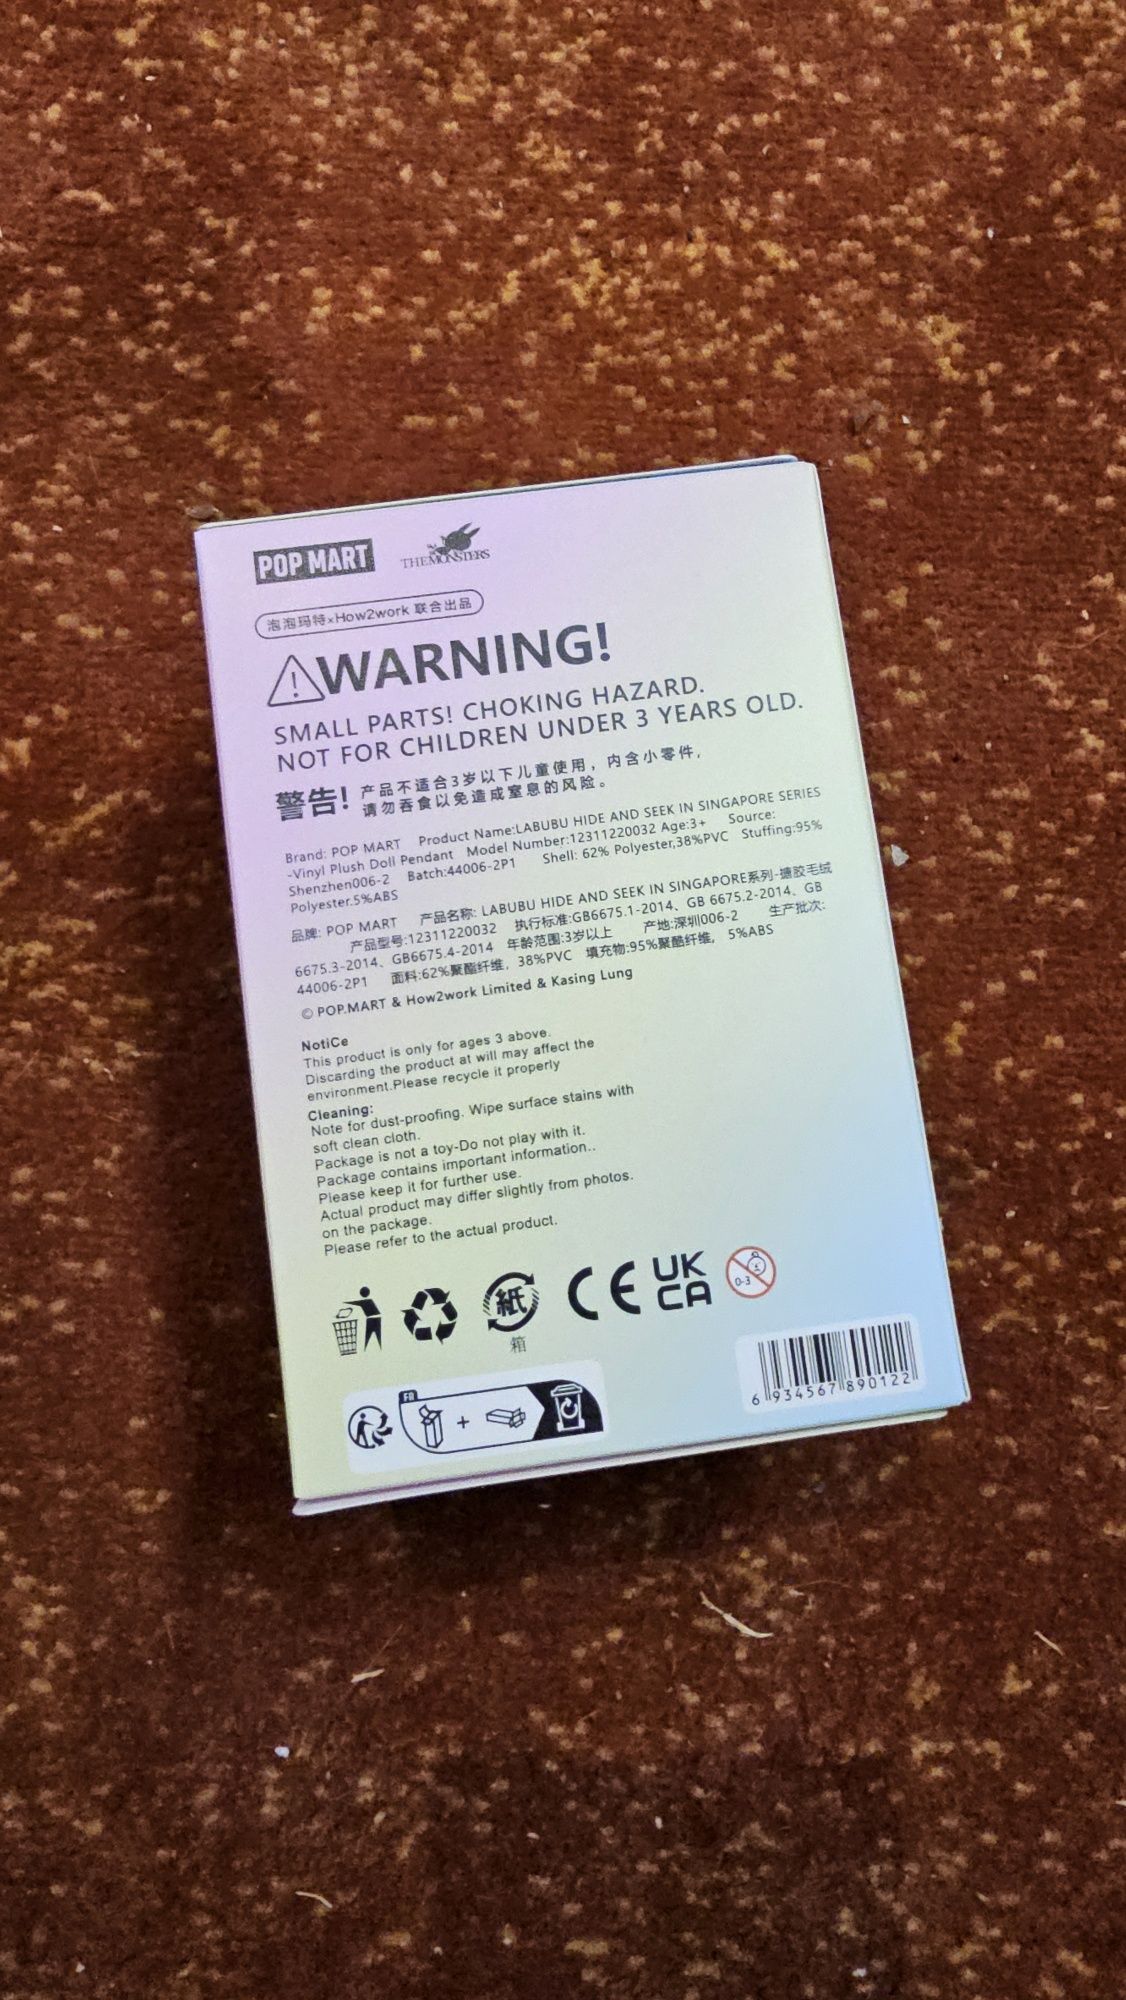 POP MART THE MONSTERS
泡泡玛特×How2work 联合出品
WARNING!
SMALL PARTS! CHOKING HAZARD.
NOT FOR CHILDREN UNDER 3 YEARS OLD.
警告! 产品不适合3岁以下儿童使用，内含小零件，
请勿吞食以免造成窒息的风险。
Brand: POP MART Product Name:LABUBU HIDE AND SEEK IN SINGAPORE SERIES
-Vinyl Plush Doll Pendant Model Number:12311220032 Age:3+ Source:
Shenzhen006-2 Batch:44006-2P1 Shell: 62% Polyester,38%PVC Stuffing:95%
Polyester.5%ABS
品牌: POP MART 产品名称: LABUBU HIDE AND SEEK IN SINGAPORE系列-搪胶毛绒
产品型号:12311220032 执行标准:GB6675.1-2014、GB 6675.2-2014、GB
6675.3-2014、GB6675.4-2014 年龄范围:3岁以上 产地:深圳006-2 生产批次:
44006-2P1 面料:62%聚酯纤维，38%PVC 填充物:95%聚酯纤维，5%ABS
© POP.MART & How2work Limited & Kasing Lung
NotiCe
This product is only for ages 3 above.
Discarding the product at will may affect the
environment.Please recycle it properly
Cleaning:
Note for dust-proofing. Wipe surface stains with
soft clean cloth.
Package is not a toy-Do not play with it.
Package contains important information..
Please keep it for further use.
Actual product may differ slightly from photos.
on the package.
Please refer to the actual product.
紙 CE UK
CA 0-3
箱
FR +
6 934567 890122